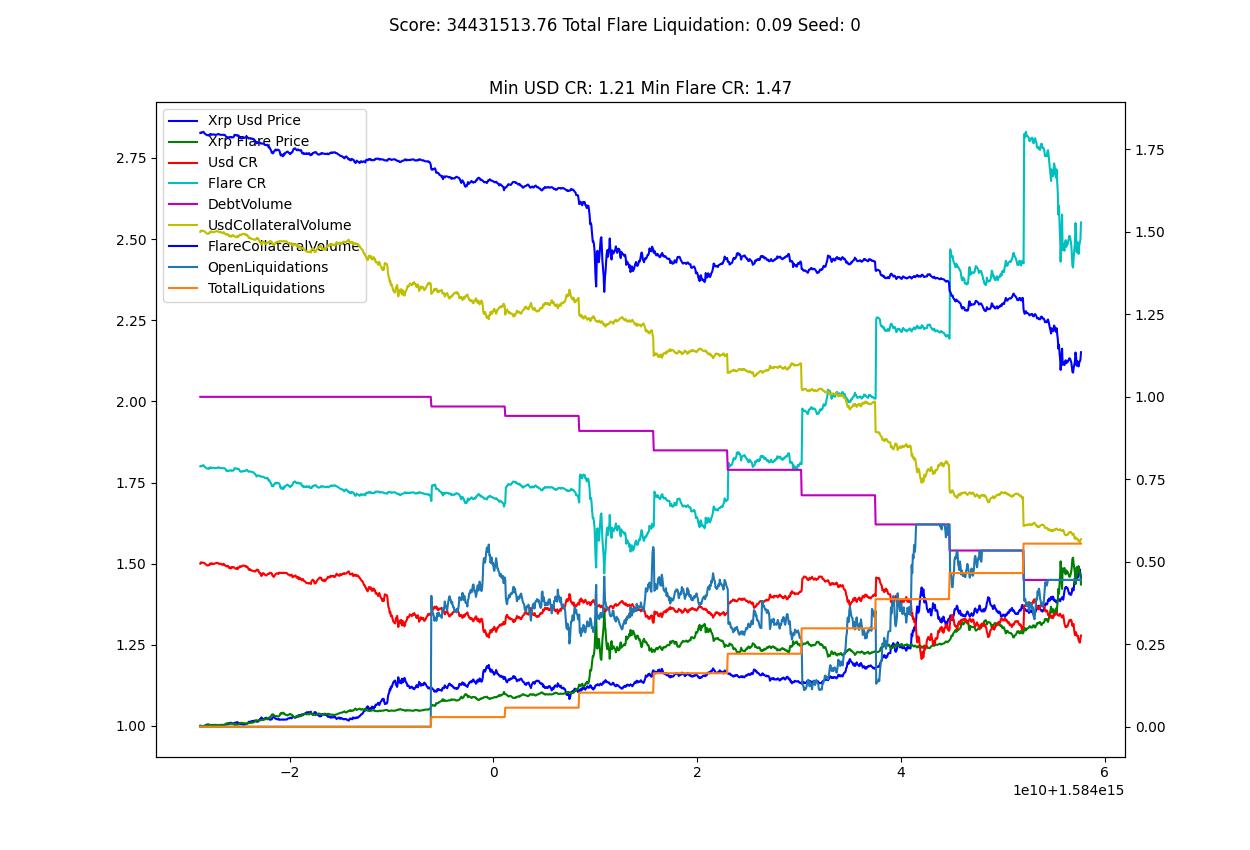 Score: 34431513.76 Total Flare Liquidation: 0.09 Seed: 0
Min USD CR: 1.21 Min Flare CR: 1.47
Xrp Usd Price
Xrp Flare Price
Usd CR
Flare CR
DebtVolume
UsdCollateralVolume
FlareCollateralVolume
OpenLiquidations
TotalLiquidations
2.75
2.50
2.25
2.00
1.75
1.50
1.25
1.00
1.75
1.50
1.25
1.00
0.75
0.50
0.25
0.00
−2 0 2 4 6
1e10+1.584e15